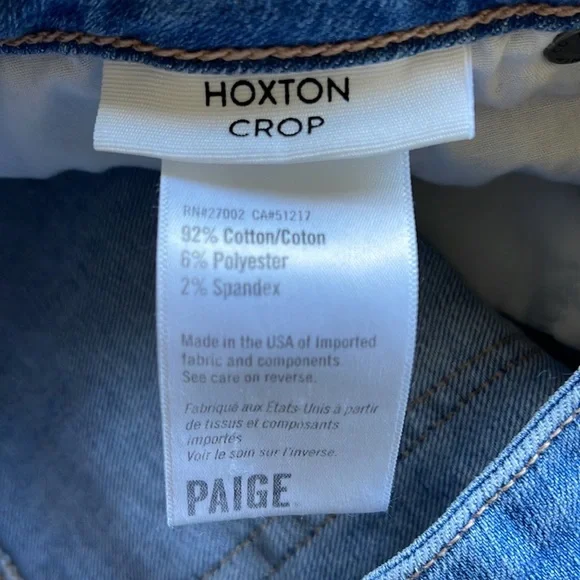 HOXTON
CROP
RN#27002 CA#51217
92% Cotton/Coton
6% Polyester
2% Spandex
Made in the USA of Imported
fabric and components.
See care on reverse.
Fabriqué aux États-Unis à partir
de tissus et composants
importés
Voir le soin sur l'inverse.
PAIGE